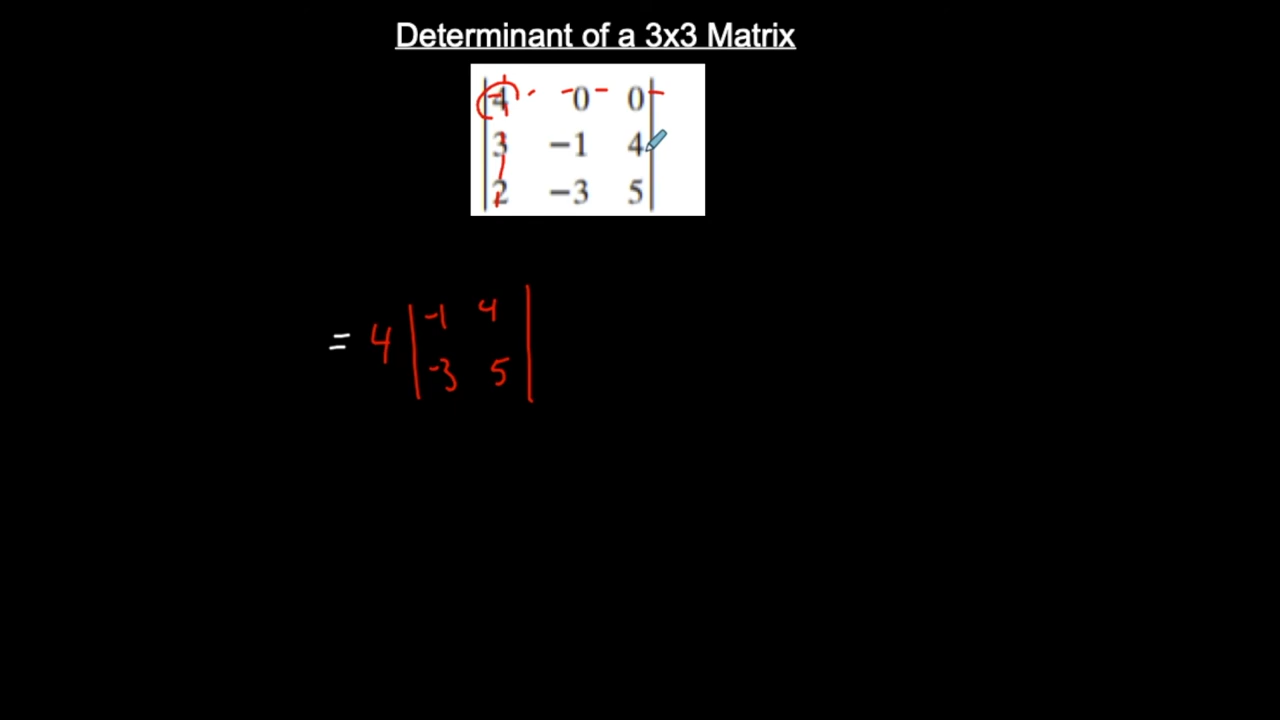 Determinant of a 3x3 Matrix
4 0 0
3 −1 4
2 −3 5
= 4 | -1 4 |
| -3 5 |